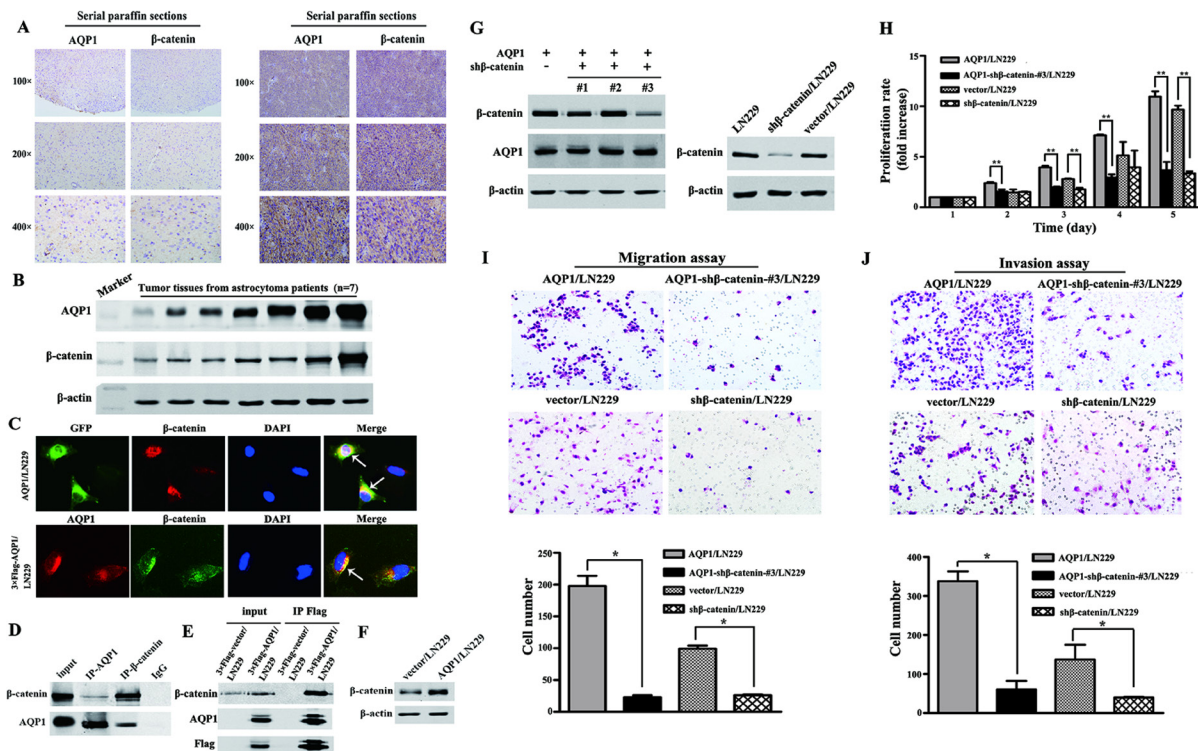 A
Serial paraffin sections
AQP1 β-catenin
100×
200×
400×
Serial paraffin sections
AQP1 β-catenin
100×
200×
400×
B
Marker
Tumor tissues from astrocytoma patients (n=7)
AQP1
β-catenin
β-actin
C
GFP β-catenin DAPI Merge
AQP1/LN229
AQP1 β-catenin DAPI Merge
3×Flag-AQP1/
LN229
D
input IP-AQP1 IP-β-catenin IgG
β-catenin
AQP1
E
input IP Flag
3×Flag-vector/
LN229
3×Flag-AQP1/
LN229
3×Flag-vector/
LN229
3×Flag-AQP1/
LN229
β-catenin
AQP1
Flag
F
vector/LN229 AQP1/LN229
β-catenin
β-actin
G
AQP1 + + + +
shβ-catenin - + + +
#1 #2 #3
β-catenin
AQP1
β-actin
LN229 shβ-catenin/LN229 vector/LN229
β-catenin
β-actin
H
AQP1/LN229
AQP1-shβ-catenin-#3/LN229
vector/LN229
shβ-catenin/LN229
Proliferation rate
(fold increase)
15
10
5
0
** ** ** ** ** **
1 2 3 4 5
Time (day)
I
Migration assay
AQP1/LN229 AQP1-shβ-catenin-#3/LN229
vector/LN229 shβ-catenin/LN229
Cell number
200
150
100
50
0
* *
AQP1/LN229
AQP1-shβ-catenin-#3/LN229
vector/LN229
shβ-catenin/LN229
J
Invasion assay
AQP1/LN229 AQP1-shβ-catenin-#3/LN229
vector/LN229 shβ-catenin/LN229
Cell number
400
300
200
100
0
* *
AQP1/LN229
AQP1-shβ-catenin-#3/LN229
vector/LN229
shβ-catenin/LN229